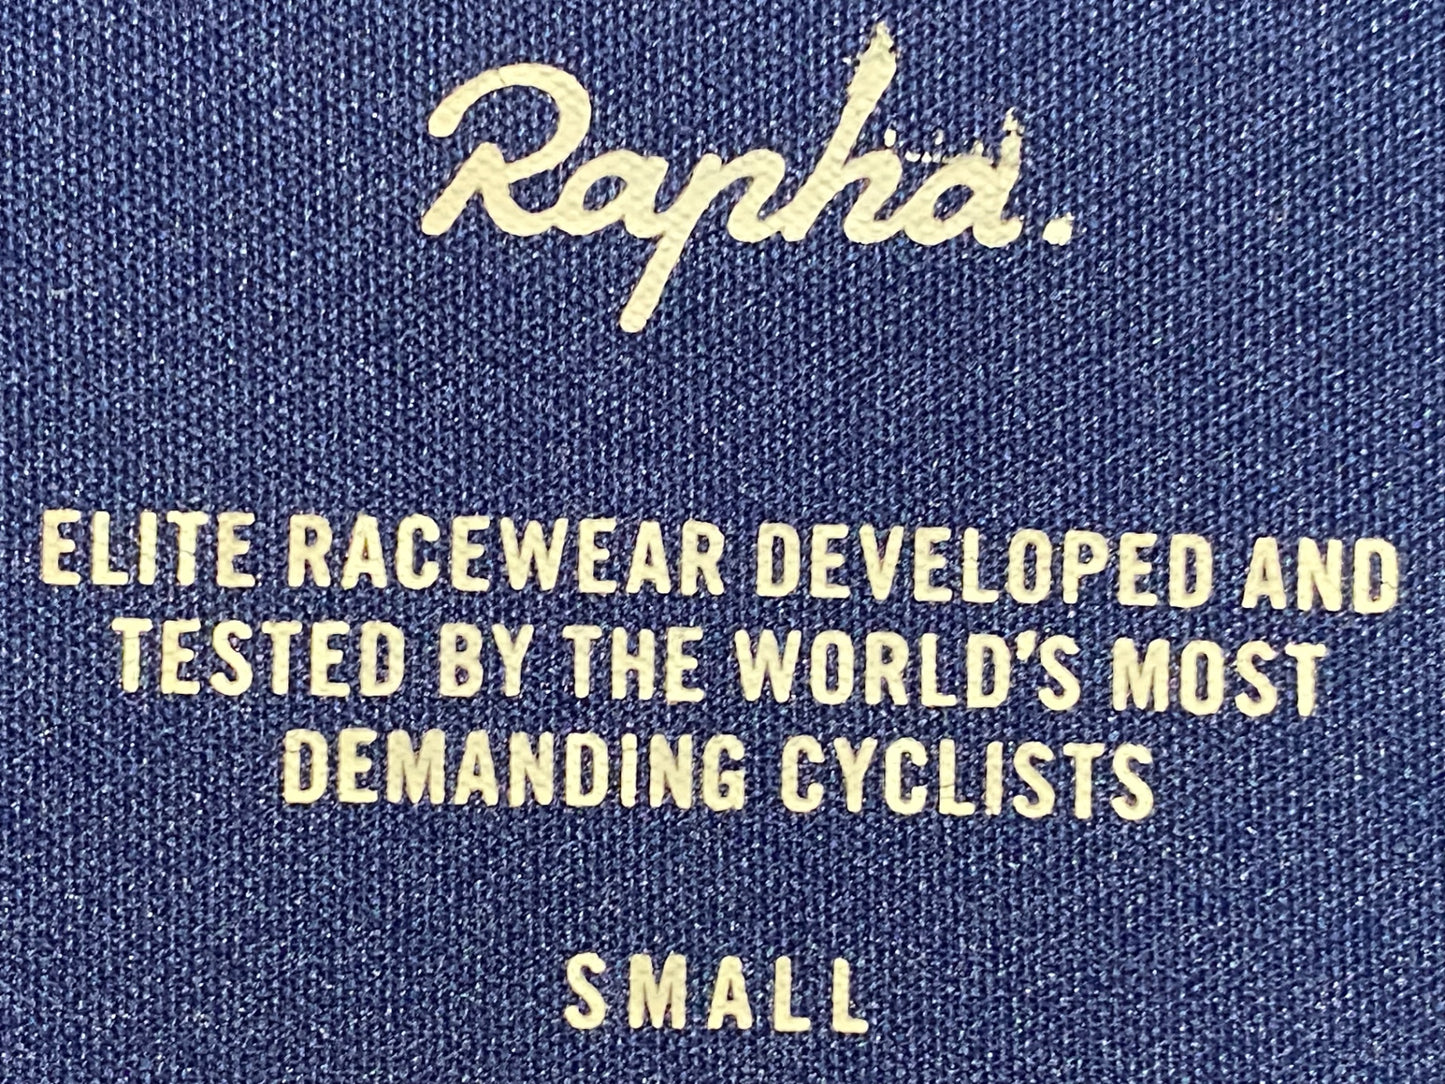 Rapha.
ELITE RACEWEAR DEVELOPED AND
TESTED BY THE WORLD'S MOST
DEMANDING CYCLISTS
SMALL